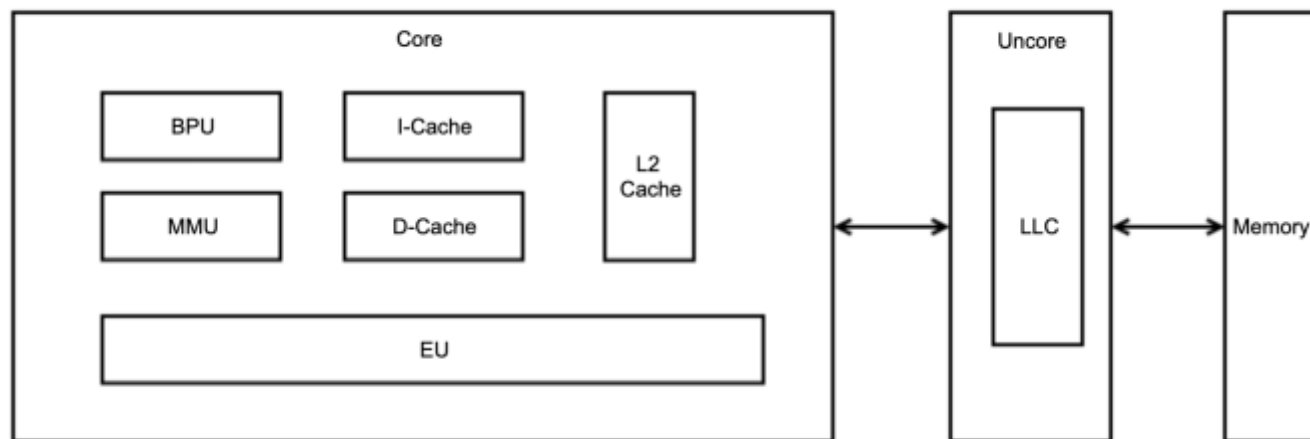 Core
BPU
I-Cache
L2
Cache
MMU
D-Cache
EU
Uncore
LLC
Memory